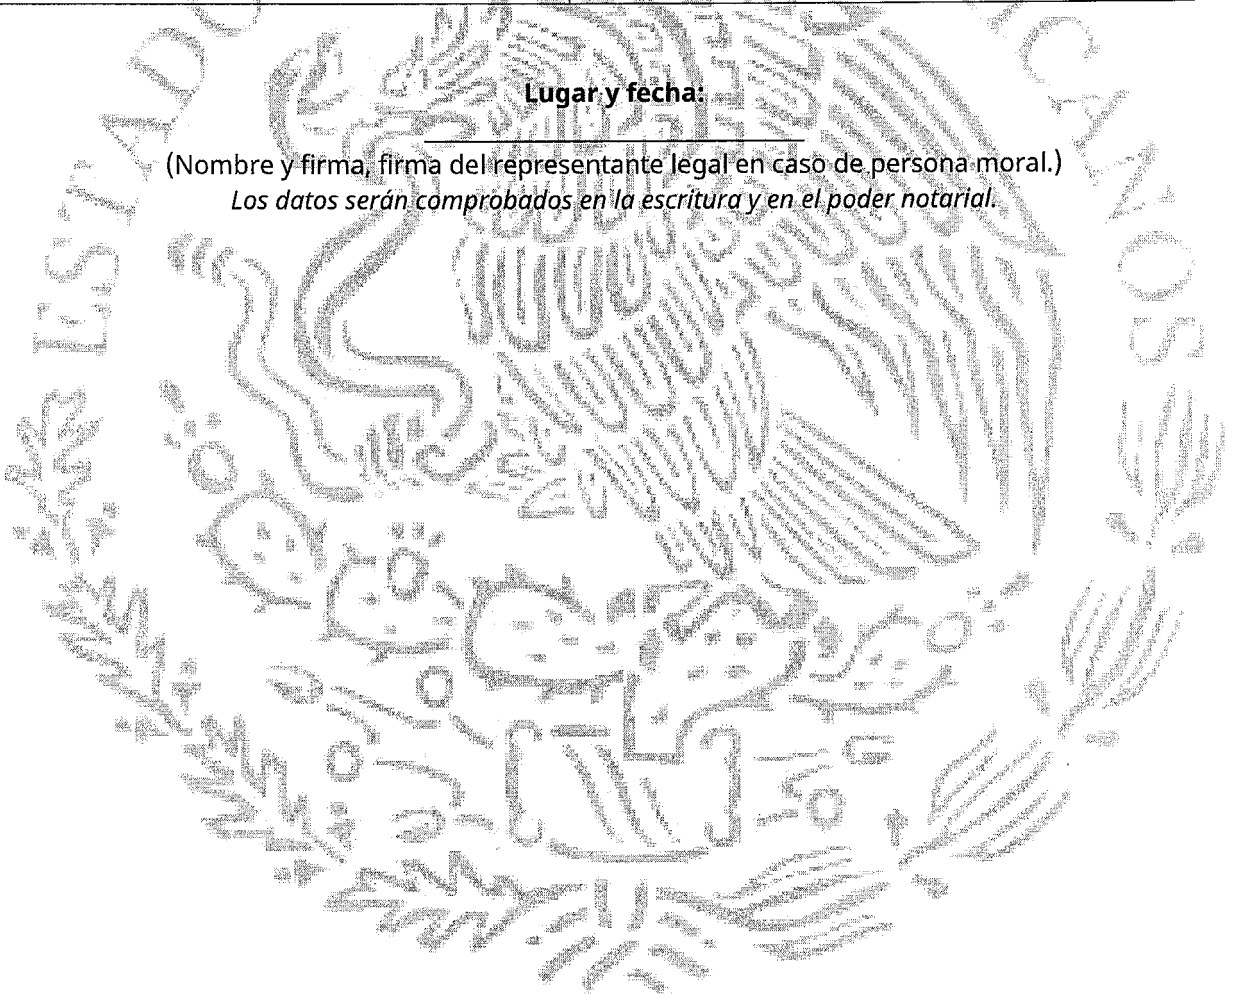 Lugar y fecha:
(Nombre y firma, firma del representante legal en caso de persona moral.)
Los datos serán comprobados en la escritura y en el poder notarial.